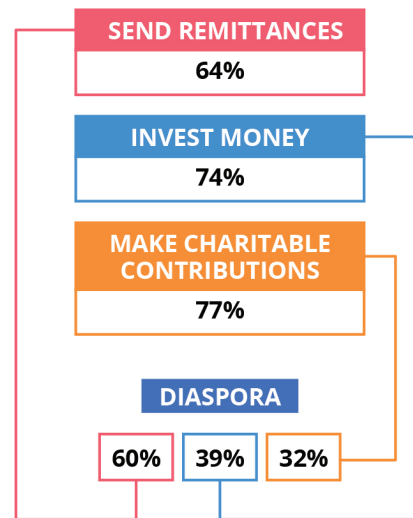 SEND REMITTANCES
64%
INVEST MONEY
74%
MAKE CHARITABLE
CONTRIBUTIONS
77%
DIASPORA
60% 39% 32%